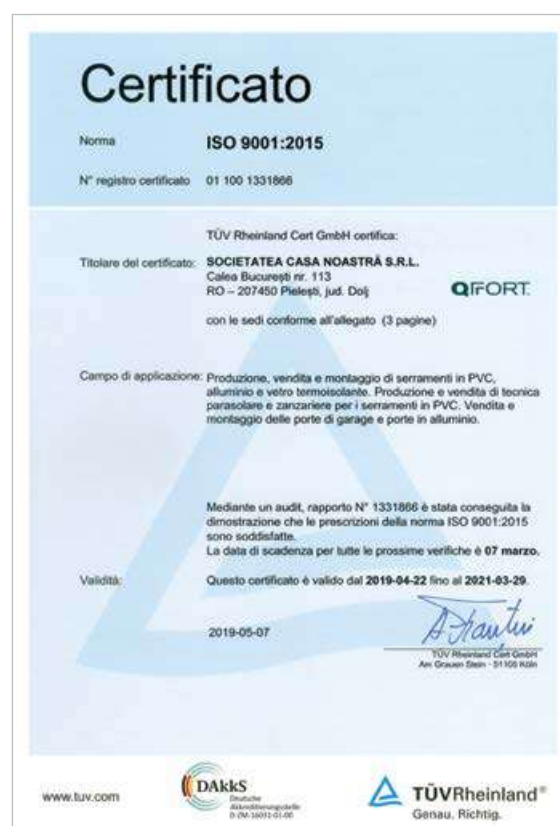 Certificato
Norma
ISO 9001:2015
N° registro certificato
01 100 1331866
TÜV Rheinland Cert GmbH certifica:
Titolare del certificato:
SOCIETATEA CASA NOASTRĂ S.R.L.
Calea Bucureşti nr. 113
RO – 207450 Pieleşti, jud. Dolj
QFORT
con le sedi conforme all'allegato (3 pagine)
Campo di applicazione:
Produzione, vendita e montaggio di serramenti in PVC,
alluminio e vetro termoisolante. Produzione e vendita di tecnica
parasolare e zanzariere per i serramenti in PVC. Vendita e
montaggio delle porte di garage e porte in alluminio.
Mediante un audit, rapporto N° 1331866 è stata conseguita la
dimostrazione che le prescrizioni della norma ISO 9001:2015
sono soddisfatte.
La data di scadenza per tutte le prossime verifiche è 07 marzo.
Validità:
Questo certificato è valido dal 2019-04-22 fino al 2021-03-29.
2019-05-07
TÜV Rheinland Cert GmbH
Am Grauen Stein - 51105 Köln
www.tuv.com
DAkkS
Deutsche
Akkreditierungsstelle
D-ZM-16031-01-00
TÜVRheinland®
Genau. Richtig.